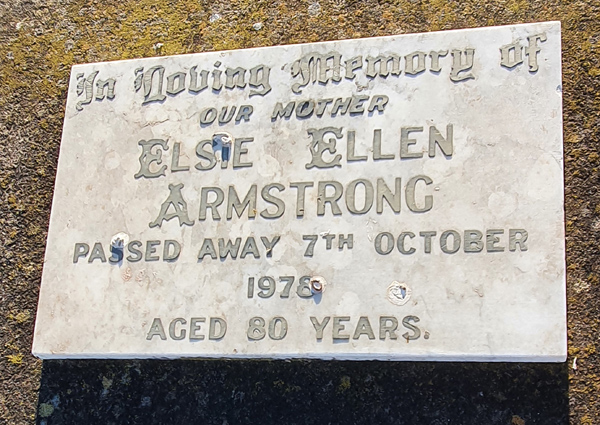 In Loving Memory of
OUR MOTHER
ELSIE ELLEN
ARMSTRONG
PASSED AWAY 7TH OCTOBER
1978
AGED 80 YEARS.